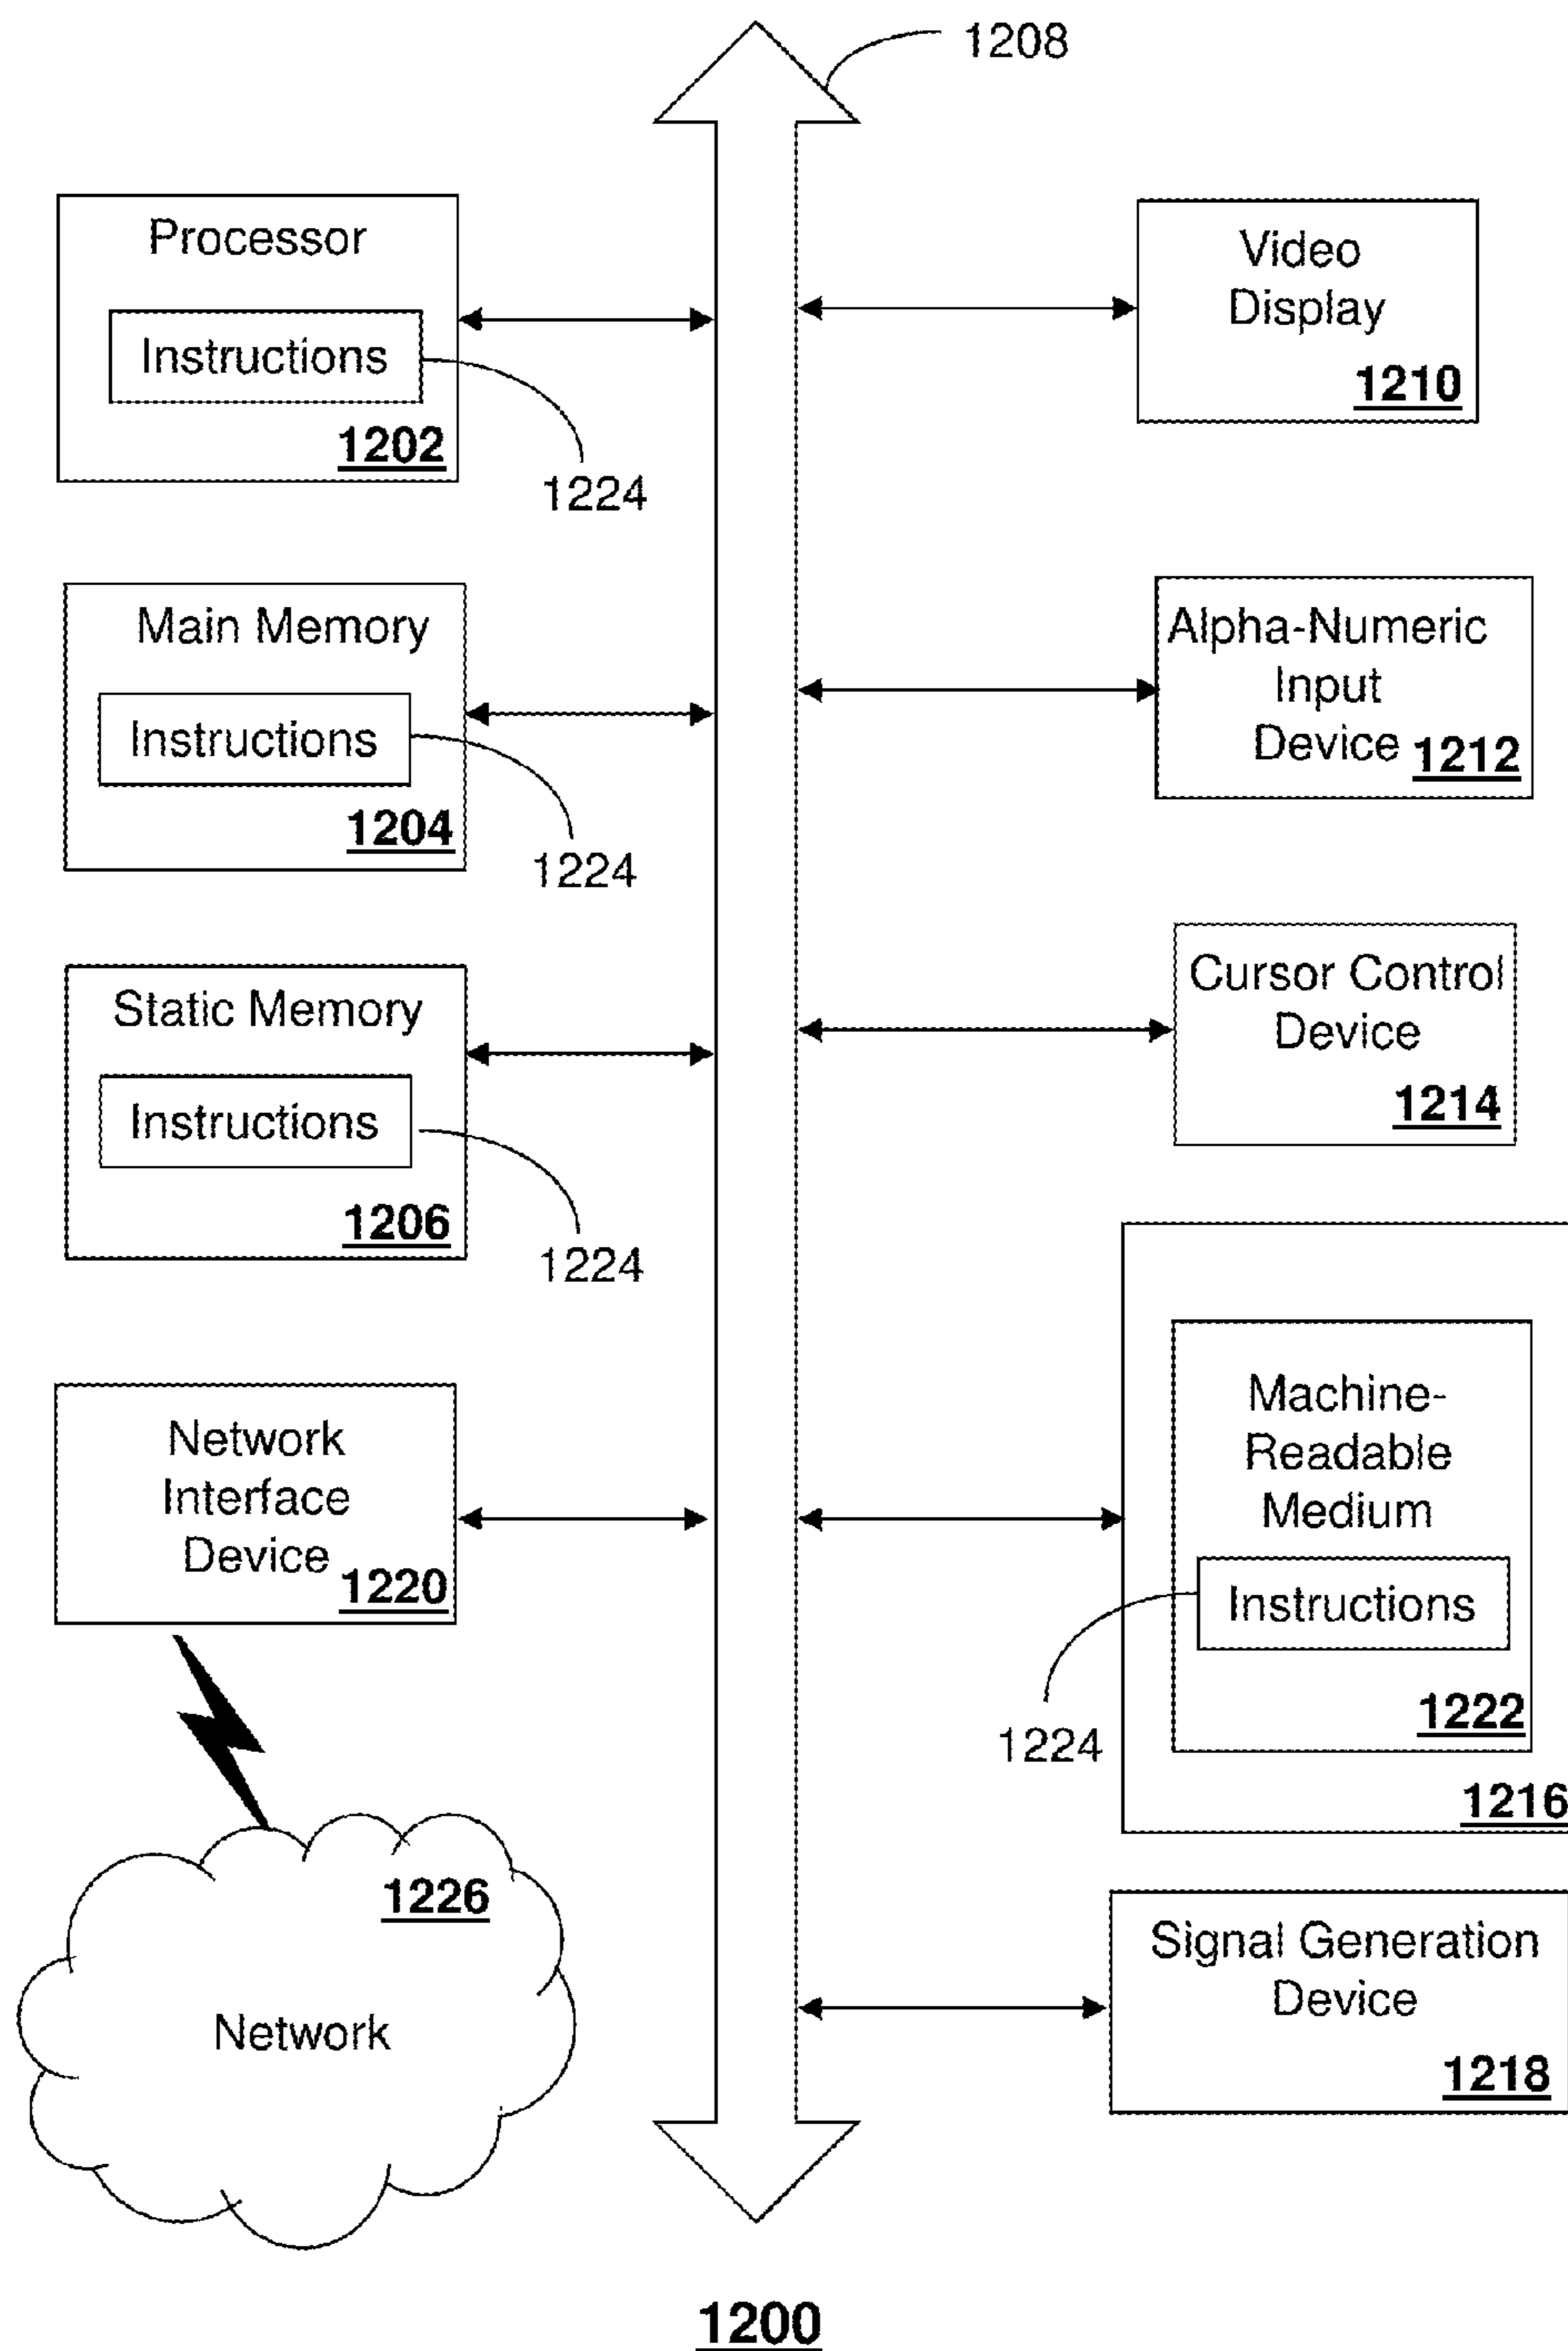 1208
Processor
Instructions
1202
1224
Main Memory
Instructions
1204
1224
Static Memory
Instructions
1206
1224
Network
Interface
Device
1220
1226
Network
Video
Display
1210
Alpha-Numeric
Input
Device 1212
Cursor Control
Device
1214
Machine-
Readable
Medium
Instructions
1222
1224
1216
Signal Generation
Device
1218
1200